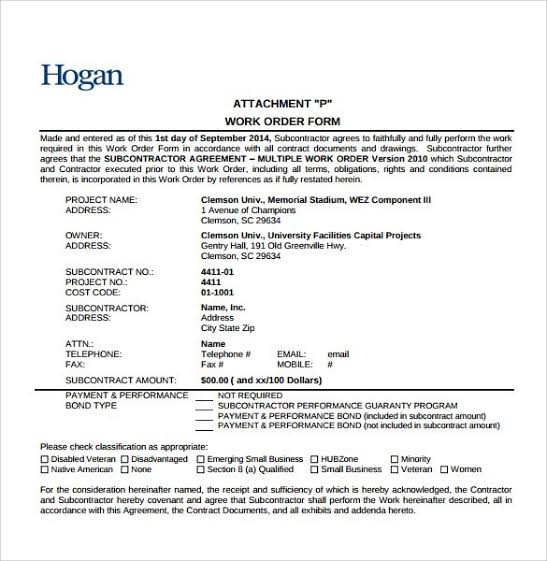 Hogan
ATTACHMENT "P"
WORK ORDER FORM
Made and entered as of this 1st day of September 2014, Subcontractor agrees to faithfully and fully perform the work
required in this Work Order Form in accordance with all contract documents and drawings. Subcontractor further
agrees that the SUBCONTRACTOR AGREEMENT – MULTIPLE WORK ORDER Version 2010 which Subcontractor
and Contractor executed prior to this Work Order, including all terms, obligations, rights and conditions contained
therein, is incorporated in this Work Order by references as if fully restated herein.
PROJECT NAME: Clemson Univ., Memorial Stadium, WEZ Component III
ADDRESS: 1 Avenue of Champions
Clemson, SC 29634
OWNER: Clemson Univ., University Facilities Capital Projects
ADDRESS: Gentry Hall, 191 Old Greenville Hwy.
Clemson, SC 29634
SUBCONTRACT NO.: 4411-01
PROJECT NO.: 4411
COST CODE: 01-1001
SUBCONTRACTOR: Name, Inc.
ADDRESS: Address
City State Zip
ATTN.: Name
TELEPHONE: Telephone # EMAIL: email
FAX: Fax # MOBILE: #
SUBCONTRACT AMOUNT: $00.00 ( and xx/100 Dollars)
PAYMENT & PERFORMANCE ___ NOT REQUIRED
BOND TYPE ___ SUBCONTRACTOR PERFORMANCE GUARANTY PROGRAM
___ PAYMENT & PERFORMANCE BOND (included in subcontract amount)
___ PAYMENT & PERFORMANCE BOND (not included in subcontract amount)
Please check classification as appropriate:
☐ Disabled Veteran ☐ Disadvantaged ☐ Emerging Small Business ☐ HUBZone ☐ Minority
☐ Native American ☐ None ☐ Section 8 (a) Qualified ☐ Small Business ☐ Veteran ☐ Women
For the consideration hereinafter named, the receipt and sufficiency of which is hereby acknowledged, the Contractor
and Subcontractor hereby covenant and agree that Subcontractor shall perform the Work hereinafter described, all in
accordance with this Agreement, the Contract Documents, and all exhibits and addenda hereto.